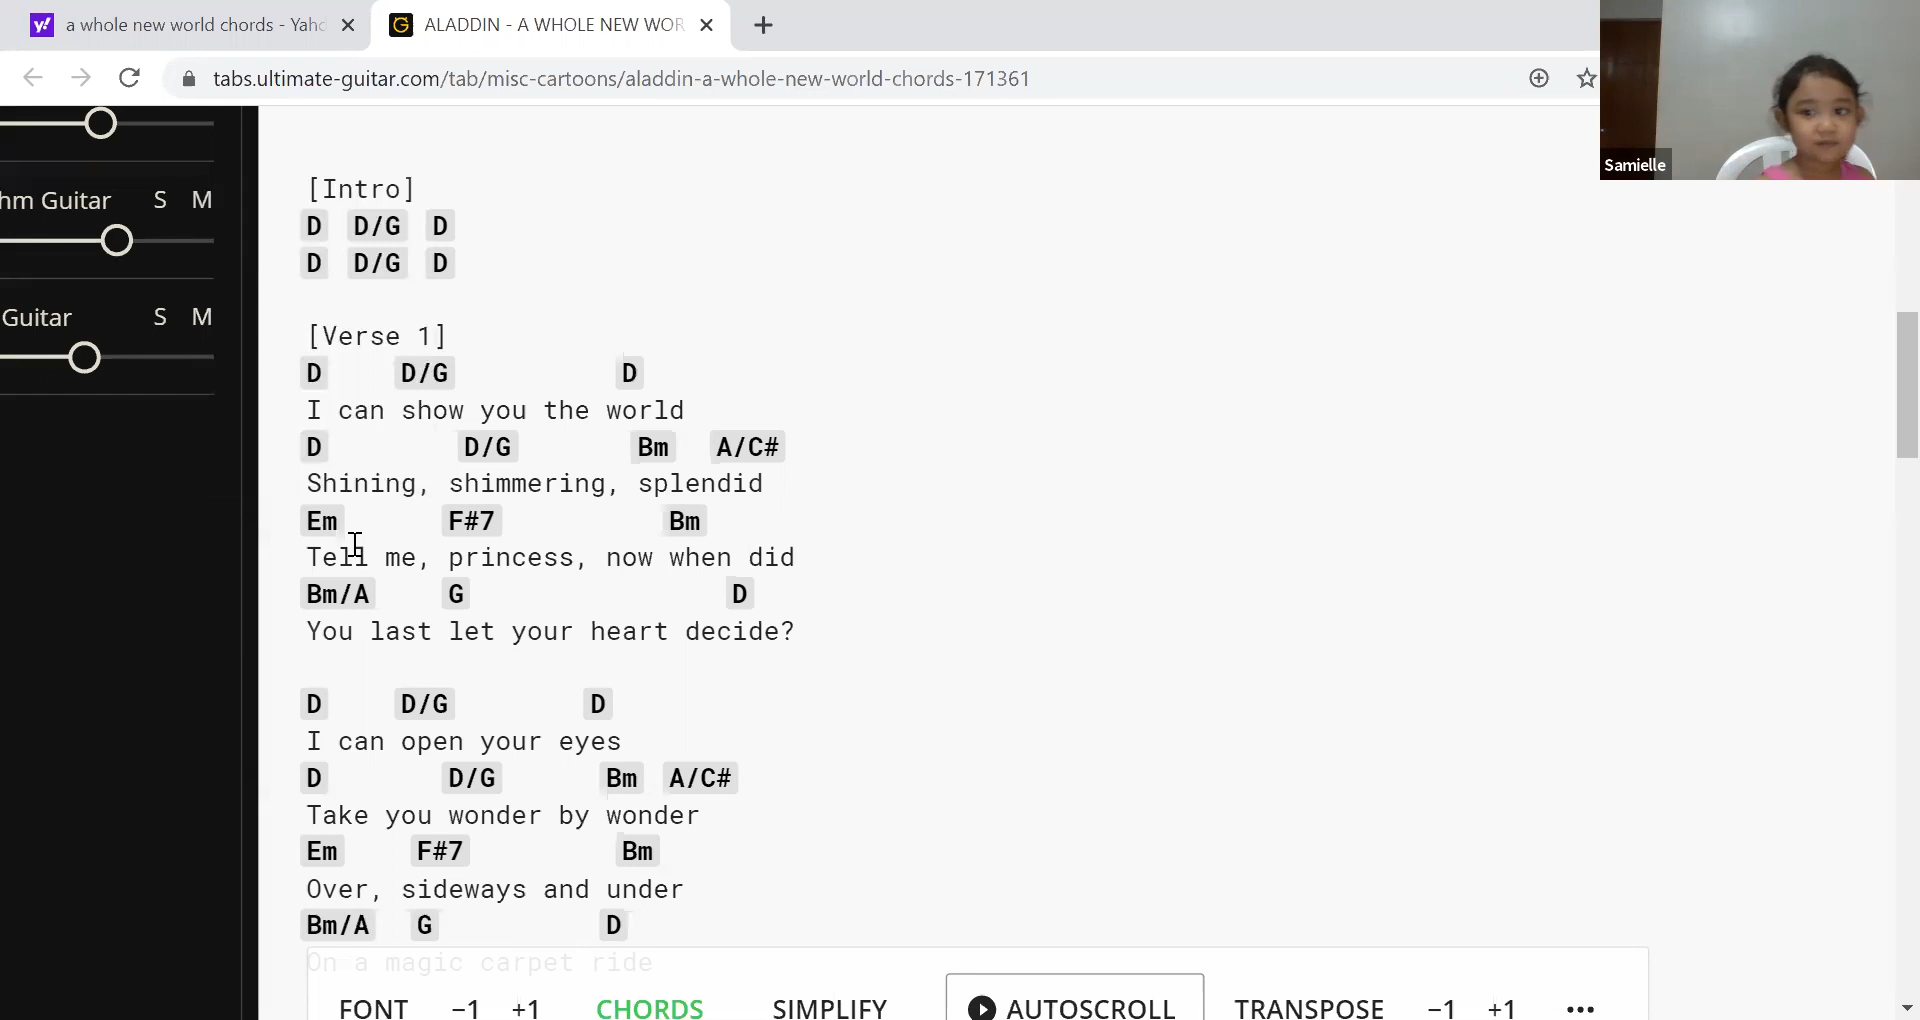 a whole new world chords - Yaho
ALADDIN - A WHOLE NEW WOR
tabs.ultimate-guitar.com/tab/misc-cartoons/aladdin-a-whole-new-world-chords-171361
Samielle
hm Guitar S M
Guitar S M
[Intro]
D D/G D
D D/G D
[Verse 1]
D D/G D
I can show you the world
D D/G Bm A/C#
Shining, shimmering, splendid
Em F#7 Bm
Tell me, princess, now when did
Bm/A G D
You last let your heart decide?
D D/G D
I can open your eyes
D D/G Bm A/C#
Take you wonder by wonder
Em F#7 Bm
Over, sideways and under
Bm/A G D
On a magic carpet ride
FONT −1 +1 CHORDS SIMPLIFY AUTOSCROLL TRANSPOSE −1 +1 •••